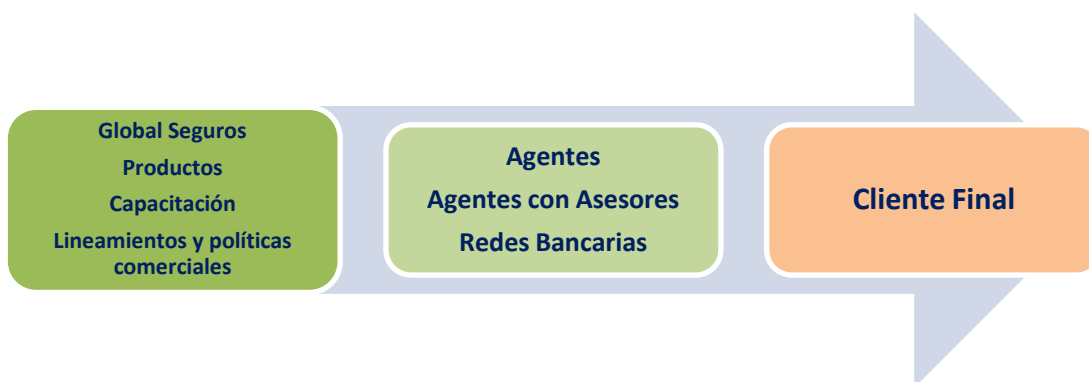 Global Seguros
Productos
Capacitación
Lineamientos y políticas
comerciales
Agentes
Agentes con Asesores
Redes Bancarias
Cliente Final